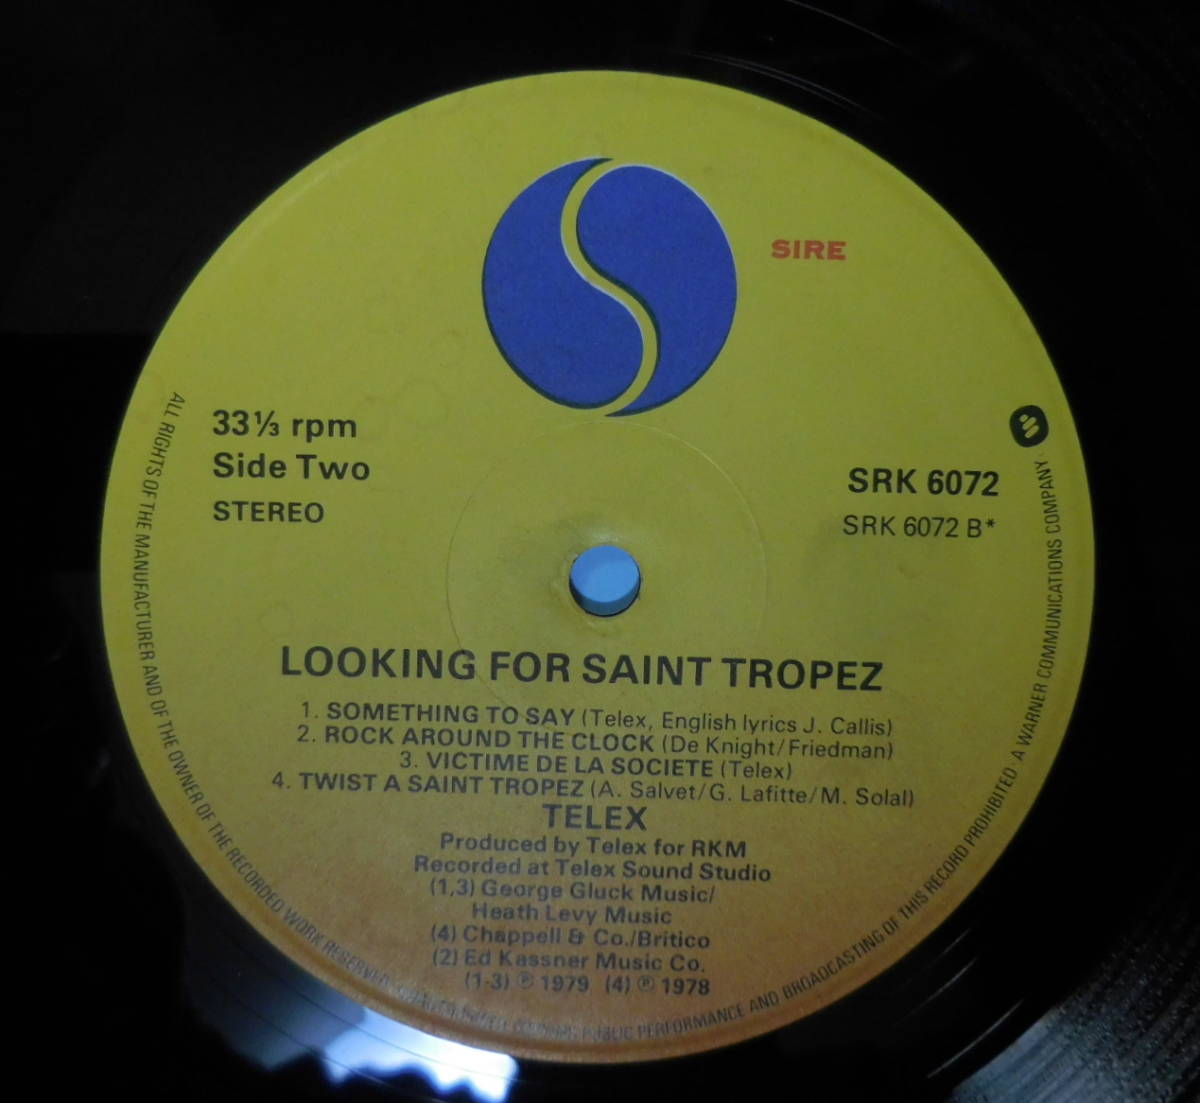 SIRE
33⅓ rpm
Side Two
STEREO
SRK 6072
SRK 6072 B*
LOOKING FOR SAINT TROPEZ
1. SOMETHING TO SAY (Telex, English lyrics J. Callis)
2. ROCK AROUND THE CLOCK (De Knight/Friedman)
3. VICTIME DE LA SOCIETE (Telex)
4. TWIST A SAINT TROPEZ (A. Salvet/G. Lafitte/M. Solal)
TELEX
Produced by Telex for RKM
Recorded at Telex Sound Studio
(1,3) George Gluck Music/
Heath Levy Music
(4) Chappell & Co./Britico
(2) Ed Kassner Music Co.
(1-3) ℗ 1979 (4) ℗ 1978
ALL RIGHTS OF THE MANUFACTURER AND OF THE OWNER OF THE RECORDED WORK RESERVED. PUBLIC PERFORMANCE AND BROADCASTING OF THIS RECORD PROHIBITED · A WARNER COMMUNICATIONS COMPANY ·